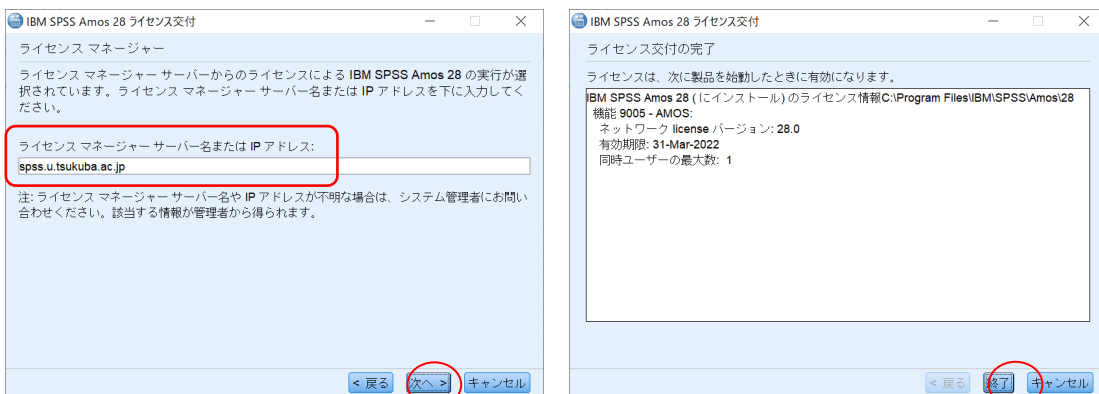 IBM SPSS Amos 28 ライセンス交付
ライセンス マネージャー
ライセンス マネージャー サーバーからのライセンスによる IBM SPSS Amos 28 の実行が選
択されています。ライセンス マネージャー サーバー名または IP アドレスを下に入力してく
ださい。
ライセンス マネージャー サーバー名または IP アドレス:
spss.u.tsukuba.ac.jp
注: ライセンス マネージャー サーバー名や IP アドレスが不明な場合は、システム管理者にお問い
合わせください。該当する情報が管理者から得られます。
< 戻る
次へ >
キャンセル
IBM SPSS Amos 28 ライセンス交付
ライセンス交付の完了
ライセンスは、次に製品を始動したときに有効になります。
IBM SPSS Amos 28 ( にインストール) のライセンス情報C:\Program Files\IBM\SPSS\Amos\28
機能 9005 - AMOS:
ネットワーク license バージョン: 28.0
有効期限: 31-Mar-2022
同時ユーザーの最大数: 1
< 戻る
終了
キャンセル